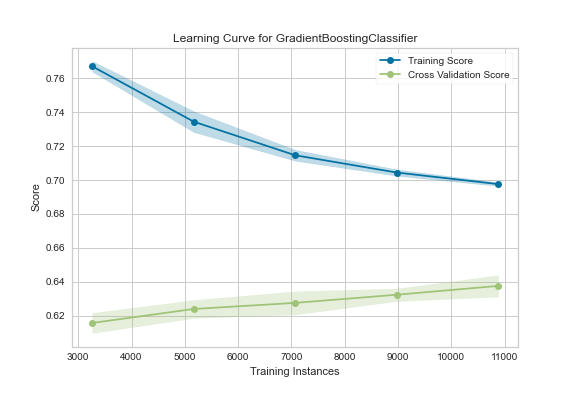 Learning Curve for GradientBoostingClassifier
Training Score
Cross Validation Score
Score
0.76
0.74
0.72
0.70
0.68
0.66
0.64
0.62
3000 4000 5000 6000 7000 8000 9000 10000 11000
Training Instances